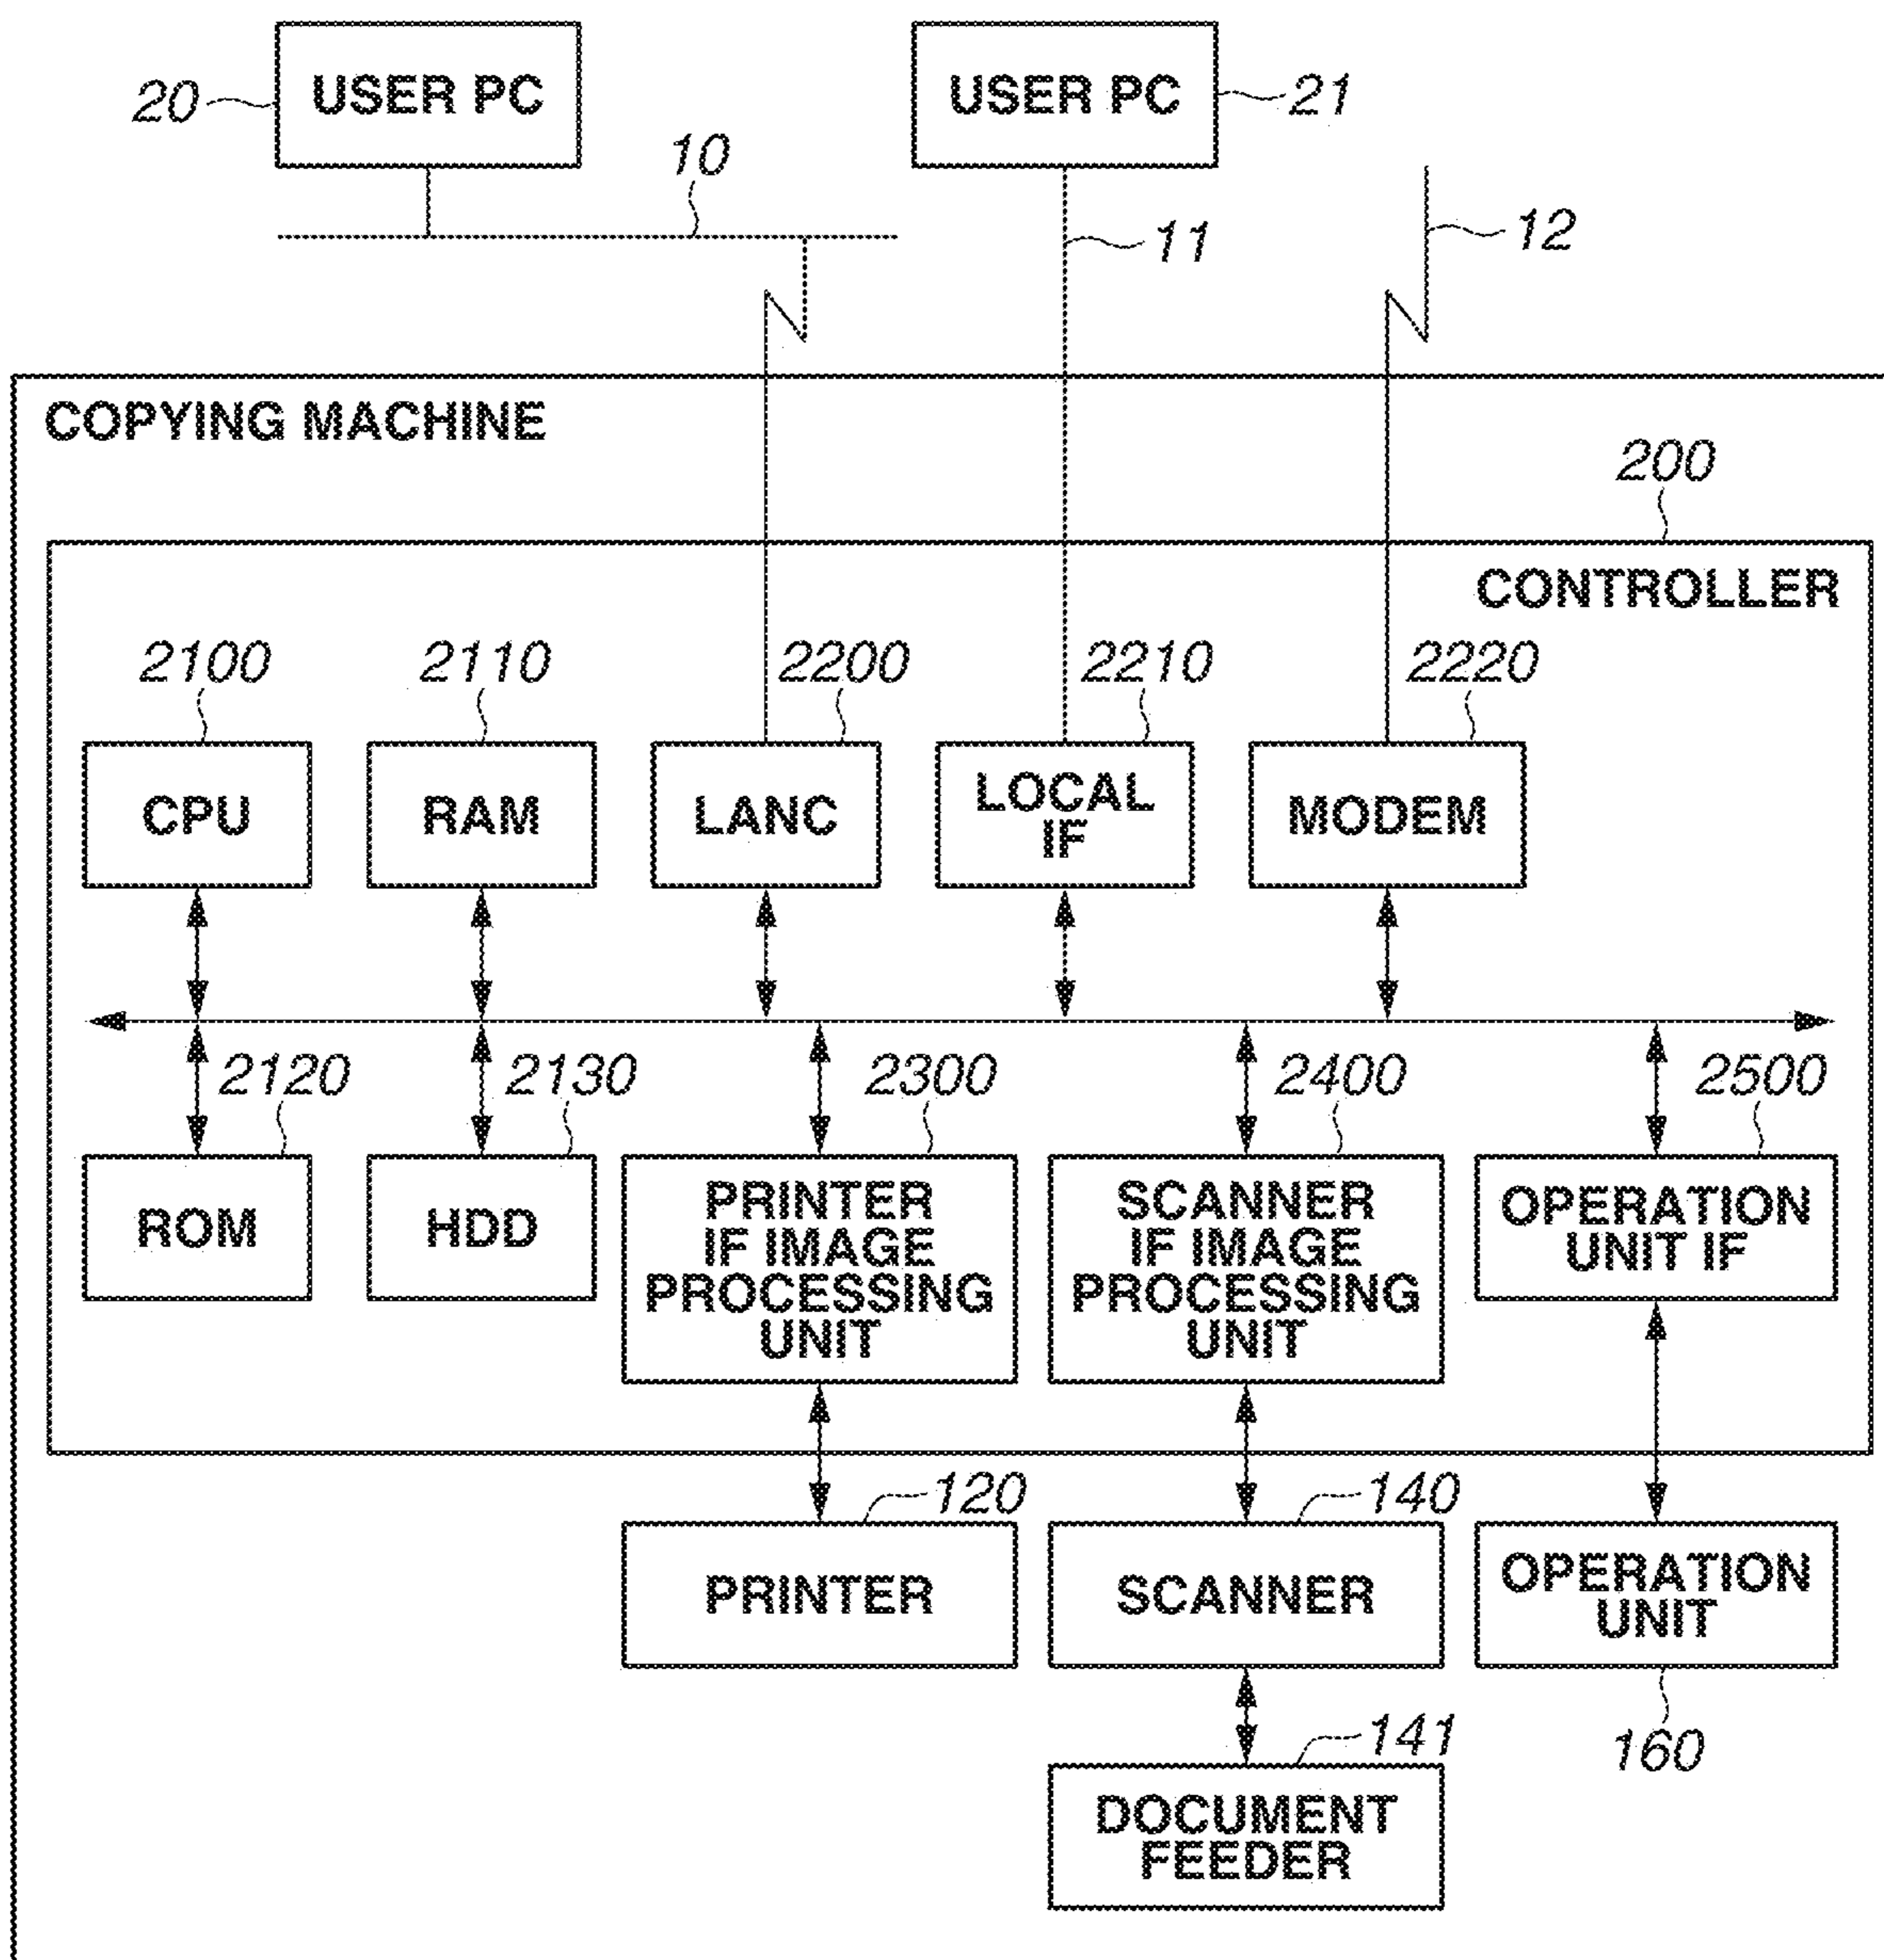 USER PC
USER PC
20
21
10
11
12
COPYING MACHINE
200
CONTROLLER
2100
2110
2200
2210
2220
CPU
RAM
LANC
LOCAL
IF
MODEM
2120
2130
2300
2400
2500
ROM
HDD
PRINTER
IF IMAGE
PROCESSING
UNIT
SCANNER
IF IMAGE
PROCESSING
UNIT
OPERATION
UNIT IF
120
140
PRINTER
SCANNER
OPERATION
UNIT
141
160
DOCUMENT
FEEDER